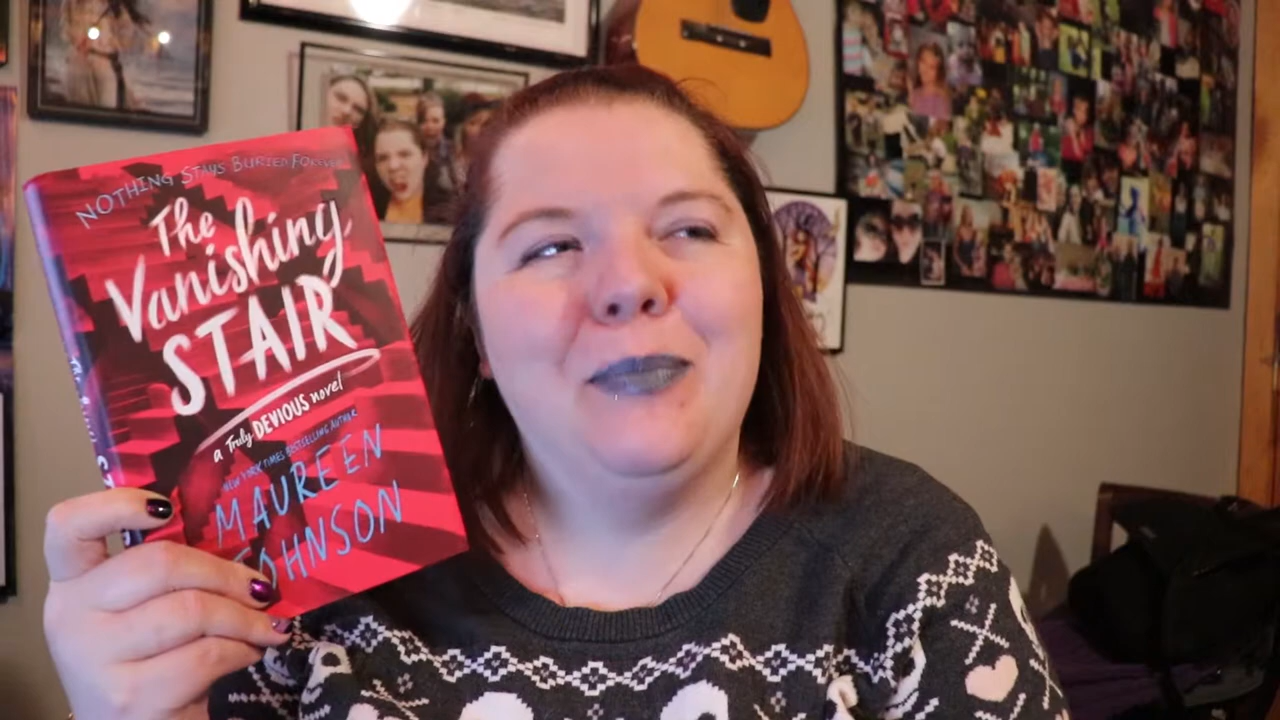 NOTHING STAYS BURIED FOREVER
The
Vanishing
STAIR
a Truly DEVIOUS novel
NEW YORK TIMES BESTSELLING AUTHOR
MAUREEN
JOHNSON